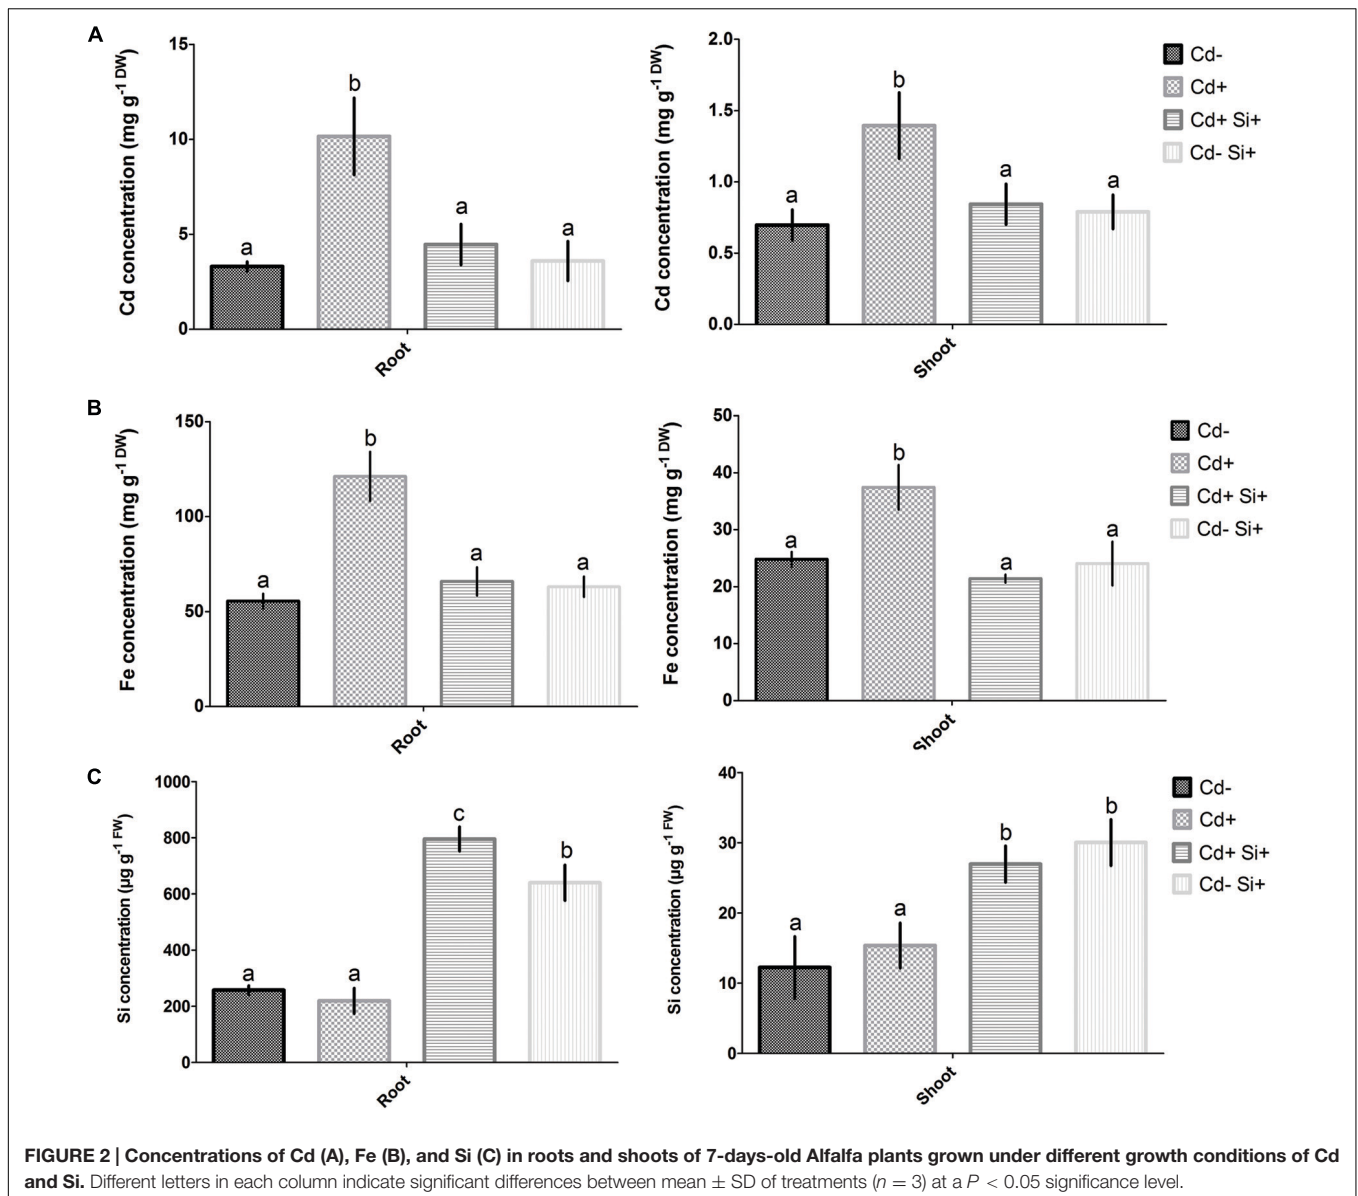 A
Cd concentration (mg g-1 DW)
15
10
5
0
a
b
a
a
Root
Cd concentration (mg g-1 DW)
2.0
1.5
1.0
0.5
0.0
a
b
a
a
Shoot
Cd-
Cd+
Cd+ Si+
Cd- Si+
B
Fe concentration (mg g-1 DW)
150
100
50
0
a
b
a
a
Root
Fe concentration (mg g-1 DW)
50
40
30
20
10
0
a
b
a
a
Shoot
Cd-
Cd+
Cd+ Si+
Cd- Si+
C
Si concentration (µg g-1 FW)
1000
800
600
400
200
0
a
a
c
b
Root
Si concentration (µg g-1 FW)
40
30
20
10
0
a
a
b
b
Shoot
Cd-
Cd+
Cd+ Si+
Cd- Si+
FIGURE 2 | Concentrations of Cd (A), Fe (B), and Si (C) in roots and shoots of 7-days-old Alfalfa plants grown under different growth conditions of Cd
and Si. Different letters in each column indicate significant differences between mean ± SD of treatments (n = 3) at a P < 0.05 significance level.